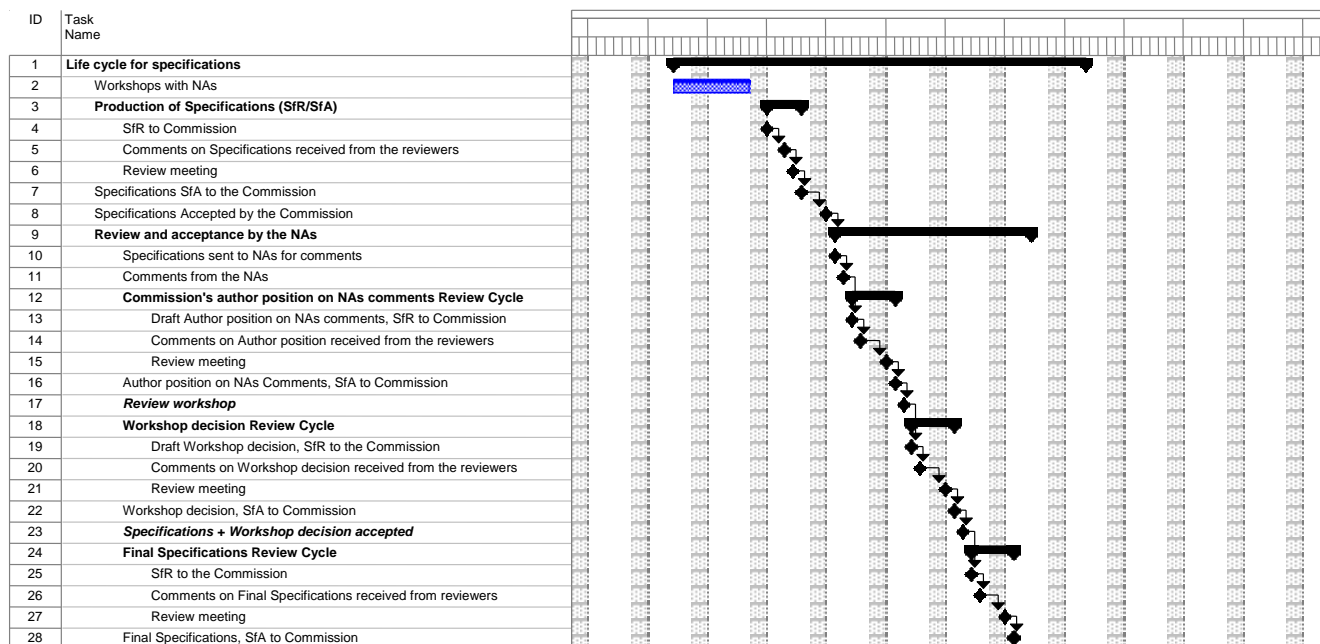 ID Task
Name
1 Life cycle for specifications
2 Workshops with NAs
3 Production of Specifications (SfR/SfA)
4 SfR to Commission
5 Comments on Specifications received from the reviewers
6 Review meeting
7 Specifications SfA to the Commission
8 Specifications Accepted by the Commission
9 Review and acceptance by the NAs
10 Specifications sent to NAs for comments
11 Comments from the NAs
12 Commission's author position on NAs comments Review Cycle
13 Draft Author position on NAs comments, SfR to Commission
14 Comments on Author position received from the reviewers
15 Review meeting
16 Author position on NAs Comments, SfA to Commission
17 Review workshop
18 Workshop decision Review Cycle
19 Draft Workshop decision, SfR to the Commission
20 Comments on Workshop decision received from the reviewers
21 Review meeting
22 Workshop decision, SfA to Commission
23 Specifications + Workshop decision accepted
24 Final Specifications Review Cycle
25 SfR to the Commission
26 Comments on Final Specifications received from reviewers
27 Review meeting
28 Final Specifications, SfA to Commission